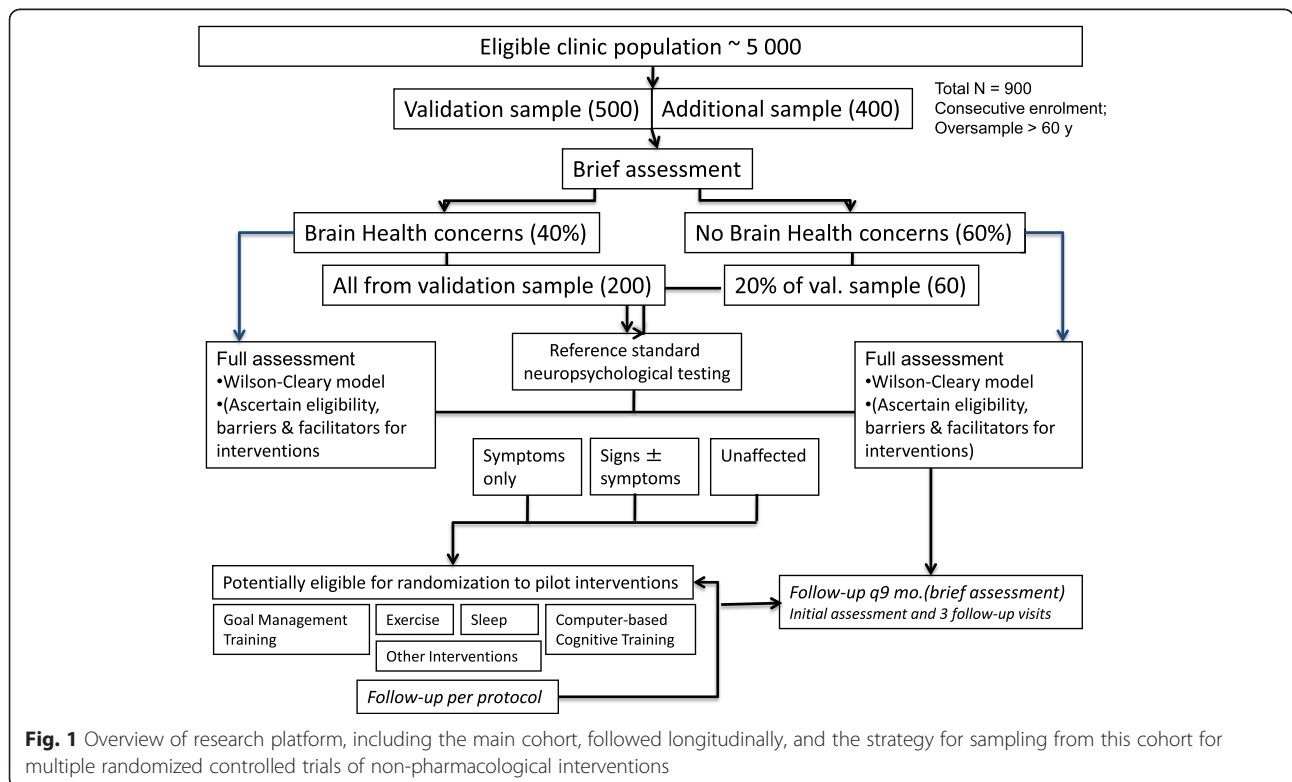 Eligible clinic population ~ 5 000
Validation sample (500)
Additional sample (400)
Total N = 900
Consecutive enrolment;
Oversample > 60 y
Brief assessment
Brain Health concerns (40%)
No Brain Health concerns (60%)
All from validation sample (200)
20% of val. sample (60)
Full assessment
•Wilson-Cleary model
•(Ascertain eligibility,
barriers & facilitators for
interventions
Reference standard
neuropsychological testing
Full assessment
•Wilson-Cleary model
•(Ascertain eligibility,
barriers & facilitators for
interventions)
Symptoms
only
Signs ±
symptoms
Unaffected
Potentially eligible for randomization to pilot interventions
Goal Management
Training
Exercise
Sleep
Computer-based
Cognitive Training
Other Interventions
Follow-up per protocol
Follow-up q9 mo.(brief assessment)
Initial assessment and 3 follow-up visits
Fig. 1 Overview of research platform, including the main cohort, followed longitudinally, and the strategy for sampling from this cohort for
multiple randomized controlled trials of non-pharmacological interventions